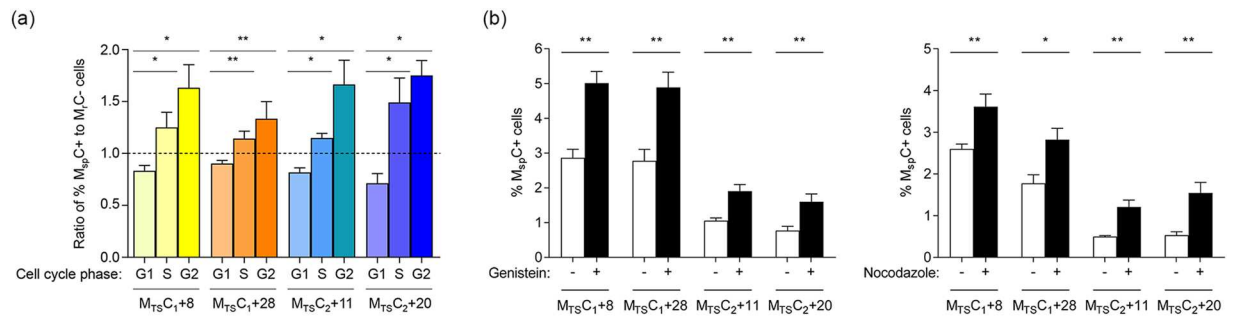 (a)
* ** * *
* ** * *
2.0
1.5
1.0
0.5
0.0
Ratio of % MspC+ to MrC- cells
Cell cycle phase: G1 S G2 G1 S G2 G1 S G2 G1 S G2
MTSC1+8 MTSC1+28 MTSC2+11 MTSC2+20
(b)
** ** ** **
6
5
4
3
2
1
0
% MspC+ cells
Genistein: - + - + - + - +
MTSC1+8 MTSC1+28 MTSC2+11 MTSC2+20
** * ** **
5
4
3
2
1
0
% MspC+ cells
Nocodazole: - + - + - + - +
MTSC1+8 MTSC1+28 MTSC2+11 MTSC2+20